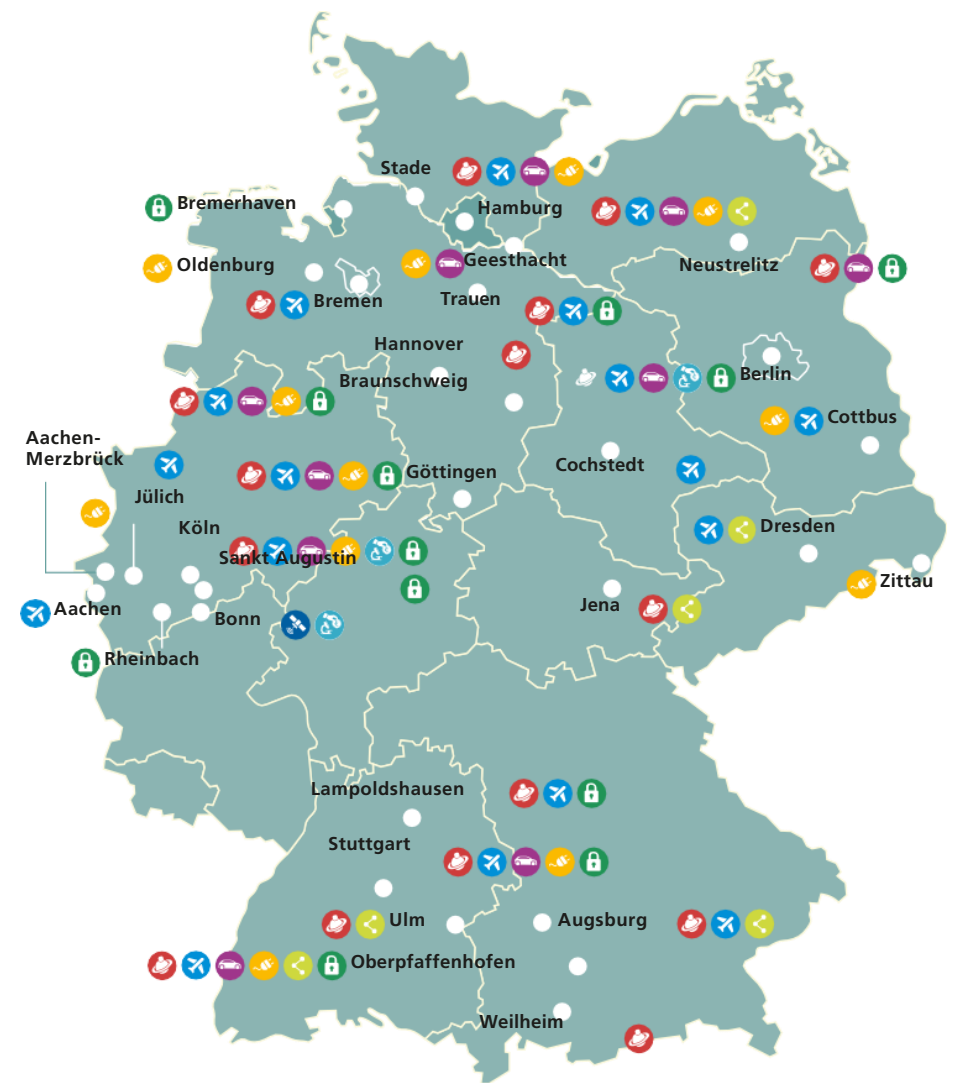 Stade
Bremerhaven
Hamburg
Oldenburg
Geesthacht
Neustrelitz
Bremen
Trauen
Hannover
Braunschweig
Berlin
Cottbus
Aachen-
Merzbrück
Jülich
Göttingen
Cochstedt
Köln
Sankt Augustin
Dresden
Zittau
Aachen
Bonn
Jena
Rheinbach
Lampoldshausen
Stuttgart
Ulm
Augsburg
Oberpfaffenhofen
Weilheim